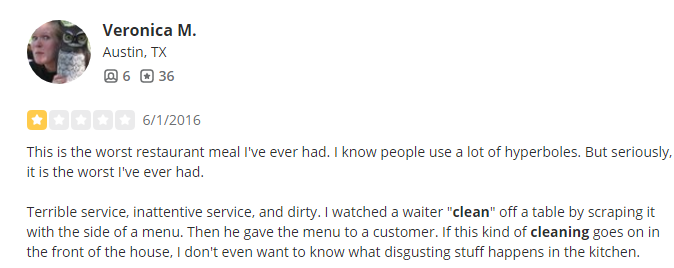 Veronica M.
Austin, TX
6 36
6/1/2016
This is the worst restaurant meal I've ever had. I know people use a lot of hyperboles. But seriously,
it is the worst I've ever had.
Terrible service, inattentive service, and dirty. I watched a waiter "clean" off a table by scraping it
with the side of a menu. Then he gave the menu to a customer. If this kind of cleaning goes on in
the front of the house, I don't even want to know what disgusting stuff happens in the kitchen.